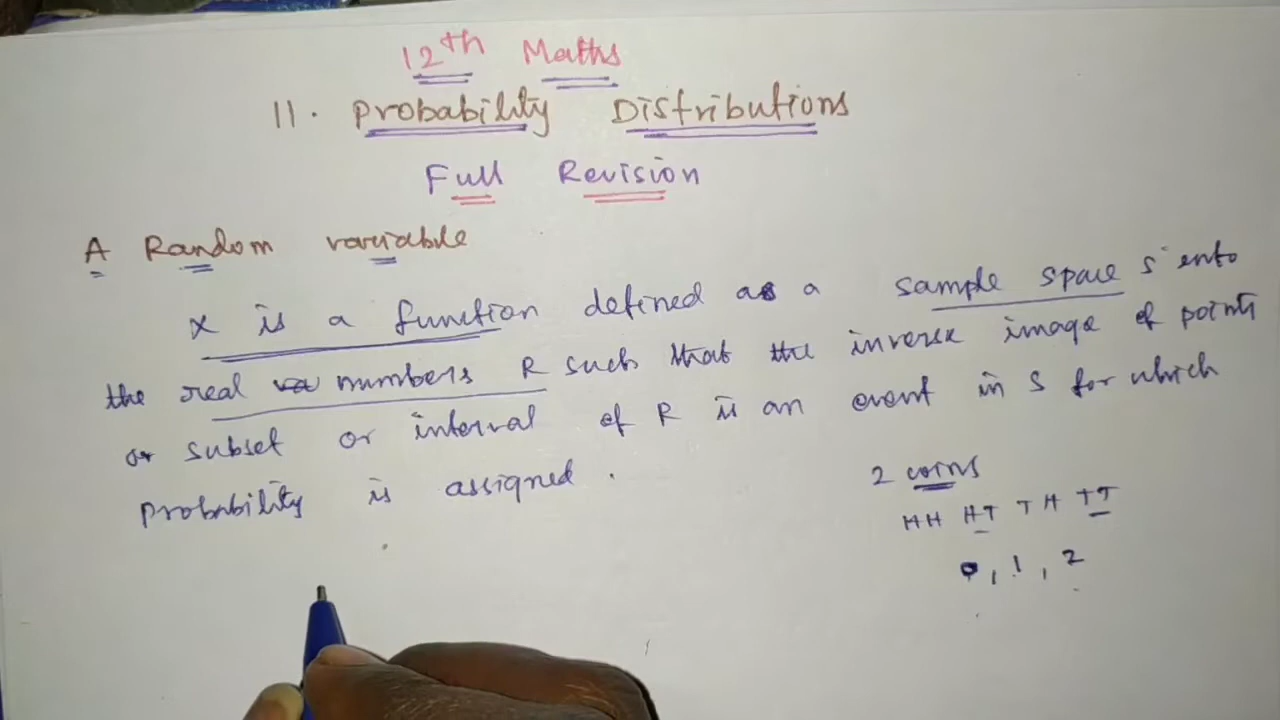 12th Maths
11. Probability Distributions
Full Revision
A Random variable
X is a function defined as a sample space S into
the real numbers R such that the inverse image of points
or subset or interval of R is an event in S for which
Probability is assigned.
2 coins
HH HT TH TT
0, 1, 2